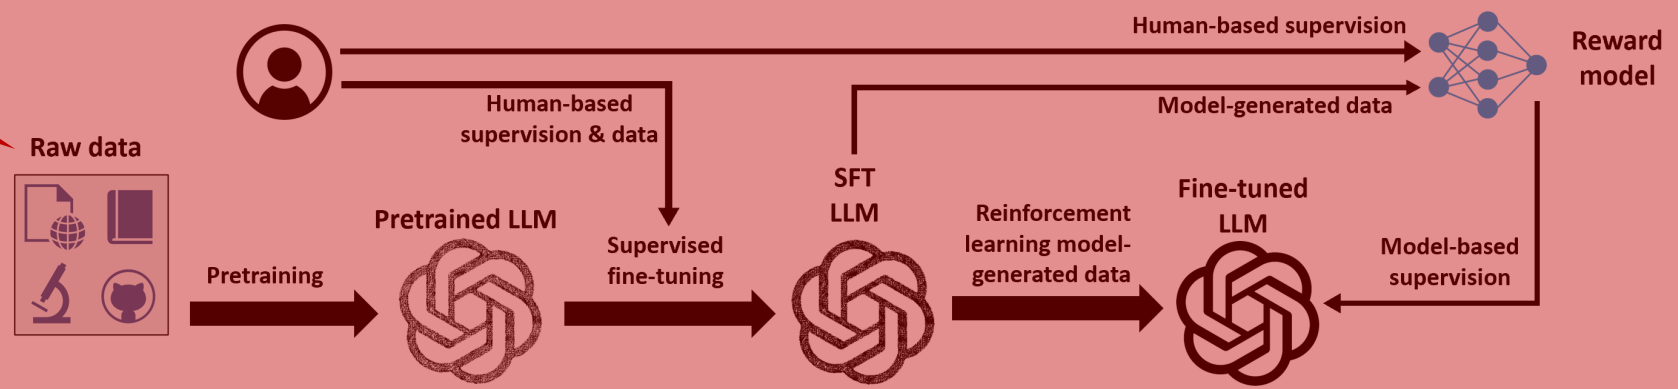 Human-based supervision
Reward
model
Human-based
supervision & data
Model-generated data
Raw data
SFT
LLM
Fine-tuned
LLM
Pretrained LLM
Reinforcement
learning model-
generated data
Supervised
fine-tuning
Model-based
supervision
Pretraining